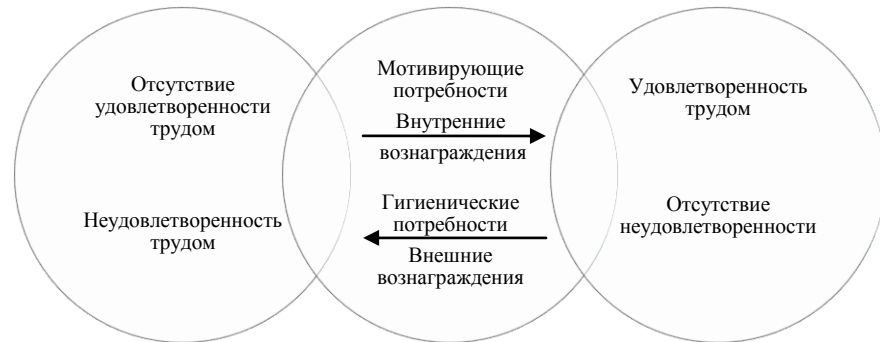 Отсутствие
удовлетворенности
трудом
Неудовлетворенность
трудом
Мотивирующие
потребности
Внутренние
вознаграждения
Гигиенические
потребности
Внешние
вознаграждения
Удовлетворенность
трудом
Отсутствие
неудовлетворенности